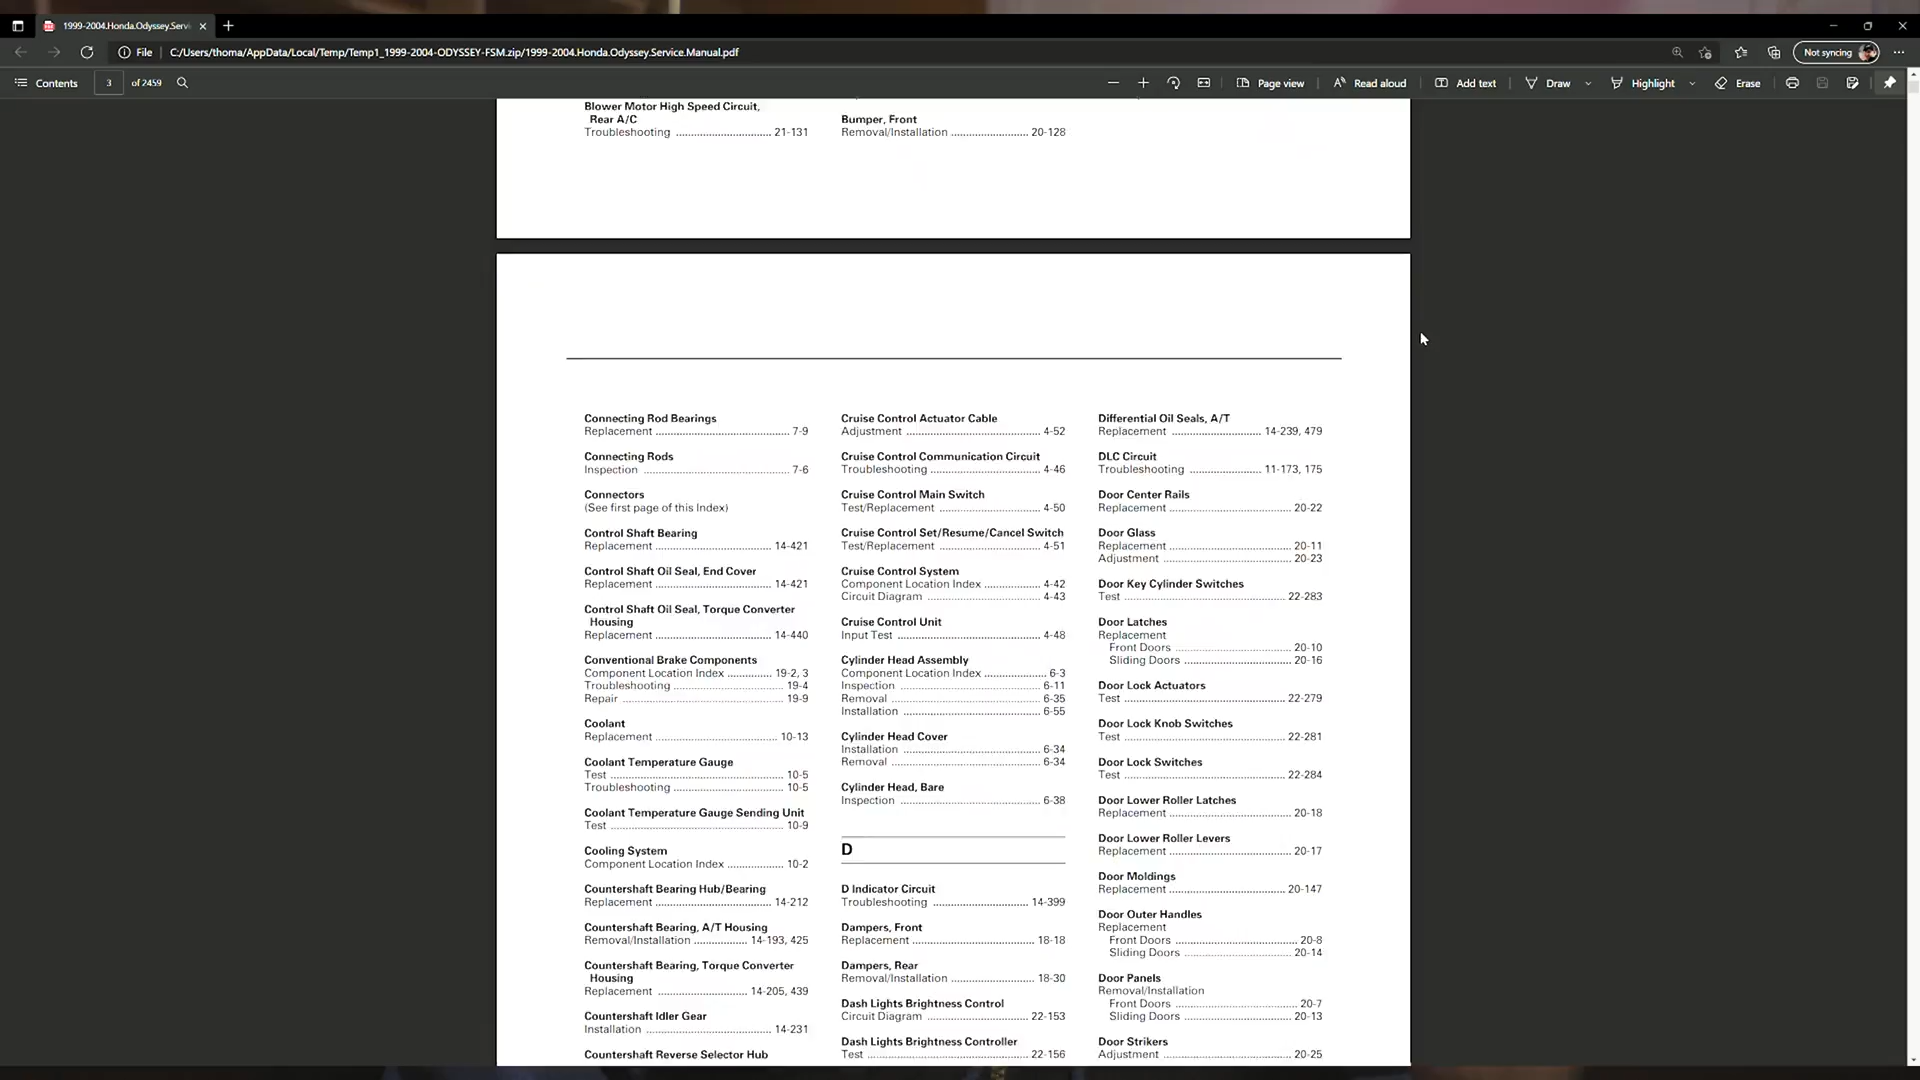 1999-2004.Honda.Odyssey.Servi
File
C:/Users/thoma/AppData/Local/Temp/Temp1_1999-2004-ODYSSEY-FSM.zip/1999-2004.Honda.Odyssey.Service.Manual.pdf
Not syncing
Contents
3
of 2459
Page view
Read aloud
Add text
Draw
Highlight
Erase
Blower Motor High Speed Circuit,
Rear A/C
Troubleshooting .......... 21-131
Bumper, Front
Removal/Installation .......... 20-128
Connecting Rod Bearings
Replacement .......... 7-9
Connecting Rods
Inspection .......... 7-6
Connectors
(See first page of this Index)
Control Shaft Bearing
Replacement .......... 14-421
Control Shaft Oil Seal, End Cover
Replacement .......... 14-421
Control Shaft Oil Seal, Torque Converter
Housing
Replacement .......... 14-440
Conventional Brake Components
Component Location Index .......... 19-2, 3
Troubleshooting .......... 19-4
Repair .......... 19-9
Coolant
Replacement .......... 10-13
Coolant Temperature Gauge
Test .......... 10-5
Troubleshooting .......... 10-5
Coolant Temperature Gauge Sending Unit
Test .......... 10-9
Cooling System
Component Location Index .......... 10-2
Countershaft Bearing Hub/Bearing
Replacement .......... 14-212
Countershaft Bearing, A/T Housing
Removal/Installation .......... 14-193, 425
Countershaft Bearing, Torque Converter
Housing
Replacement .......... 14-205, 439
Countershaft Idler Gear
Installation .......... 14-231
Countershaft Reverse Selector Hub
Cruise Control Actuator Cable
Adjustment .......... 4-52
Cruise Control Communication Circuit
Troubleshooting .......... 4-46
Cruise Control Main Switch
Test/Replacement .......... 4-50
Cruise Control Set/Resume/Cancel Switch
Test/Replacement .......... 4-51
Cruise Control System
Component Location Index .......... 4-42
Circuit Diagram .......... 4-43
Cruise Control Unit
Input Test .......... 4-48
Cylinder Head Assembly
Component Location Index .......... 6-3
Inspection .......... 6-11
Removal .......... 6-35
Installation .......... 6-55
Cylinder Head Cover
Installation .......... 6-34
Removal .......... 6-34
Cylinder Head, Bare
Inspection .......... 6-38
D
D Indicator Circuit
Troubleshooting .......... 14-399
Dampers, Front
Replacement .......... 18-18
Dampers, Rear
Removal/Installation .......... 18-30
Dash Lights Brightness Control
Circuit Diagram .......... 22-153
Dash Lights Brightness Controller
Test .......... 22-156
Differential Oil Seals, A/T
Replacement .......... 14-239, 479
DLC Circuit
Troubleshooting .......... 11-173, 175
Door Center Rails
Replacement .......... 20-22
Door Glass
Replacement .......... 20-11
Adjustment .......... 20-23
Door Key Cylinder Switches
Test .......... 22-283
Door Latches
Replacement
Front Doors .......... 20-10
Sliding Doors .......... 20-16
Door Lock Actuators
Test .......... 22-279
Door Lock Knob Switches
Test .......... 22-281
Door Lock Switches
Test .......... 22-284
Door Lower Roller Latches
Replacement .......... 20-18
Door Lower Roller Levers
Replacement .......... 20-17
Door Moldings
Replacement .......... 20-147
Door Outer Handles
Replacement
Front Doors .......... 20-8
Sliding Doors .......... 20-14
Door Panels
Removal/Installation
Front Doors .......... 20-7
Sliding Doors .......... 20-13
Door Strikers
Adjustment .......... 20-25